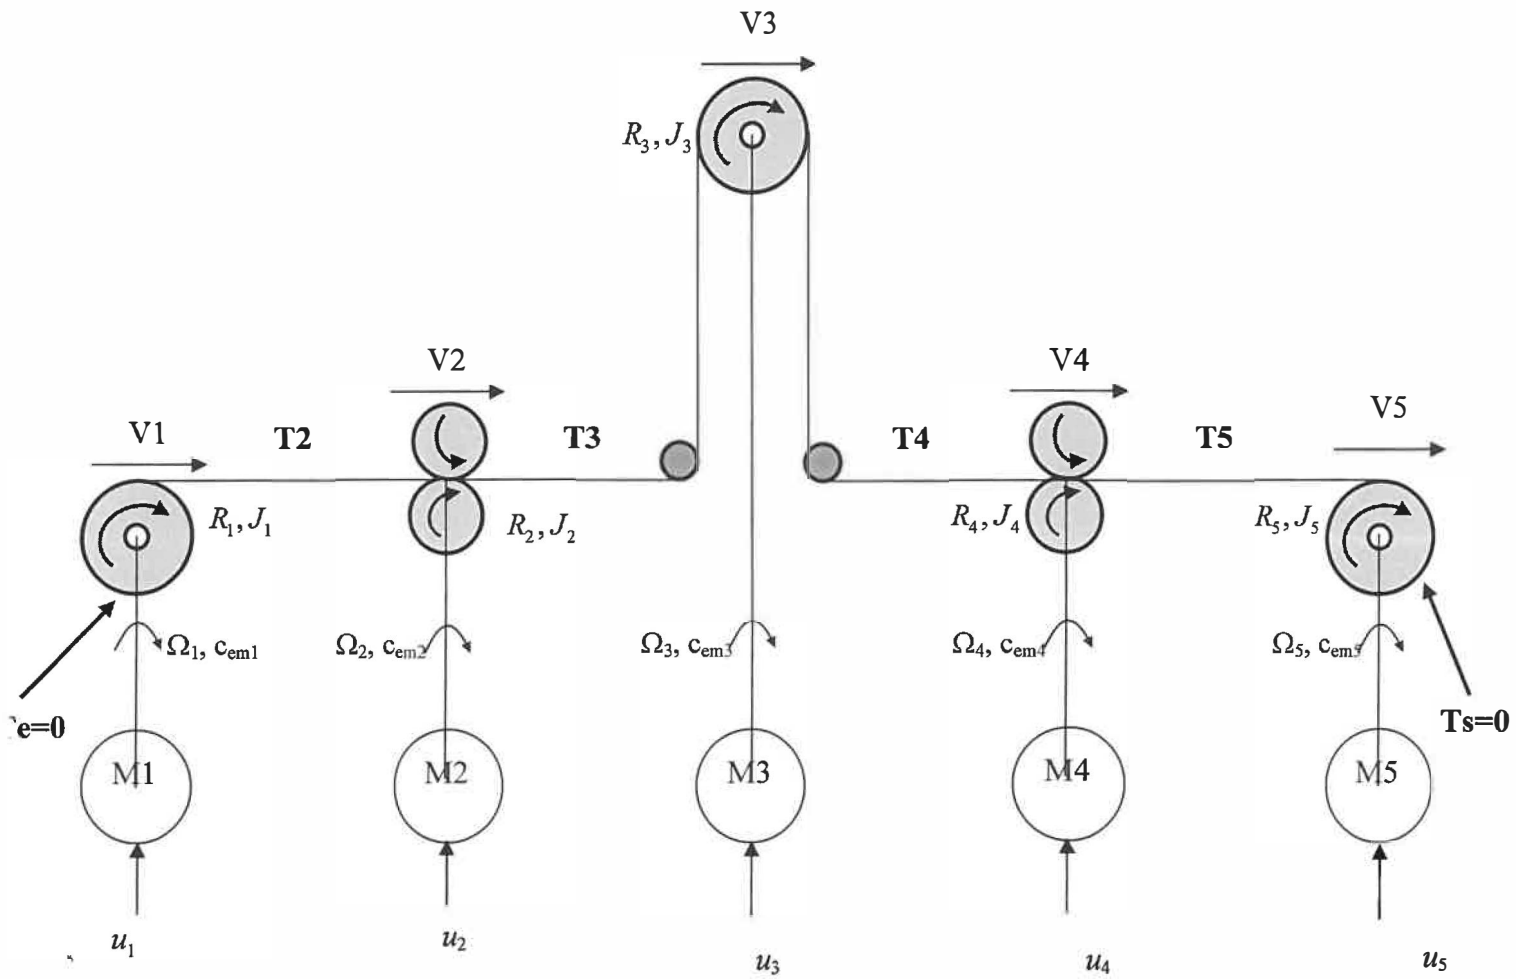 V3
R3, J3
V2
V4
V1
T2
T3
T4
T5
V5
R1, J1
R2, J2
R4, J4
R5, J5
Ω1, cem1
Ω2, cem2
Ω3, cem3
Ω4, cem4
Ω5, cem5
e=0
Ts=0
M1
M2
M3
M4
M5
u1
u2
u3
u4
u5